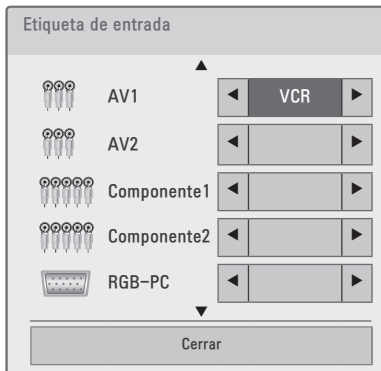 Etiqueta de entrada
AV1 VCR
AV2
Componente1
Componente2
RGB-PC
Cerrar